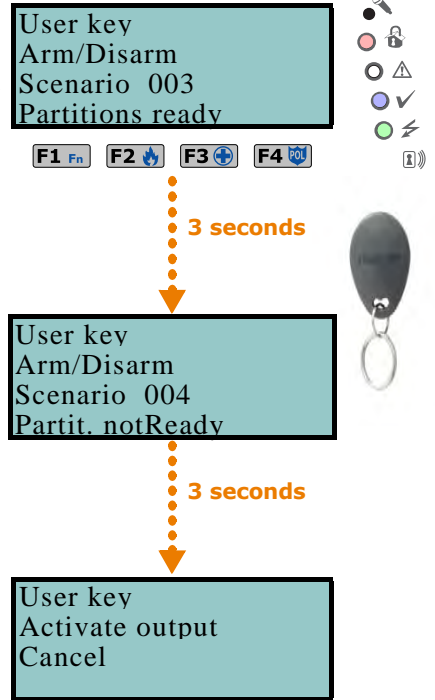 User key
Arm/Disarm
Scenario 003
Partitions ready
F1 Fn F2 F3 F4 POL
3 seconds
User key
Arm/Disarm
Scenario 004
Partit. notReady
3 seconds
User key
Activate output
Cancel